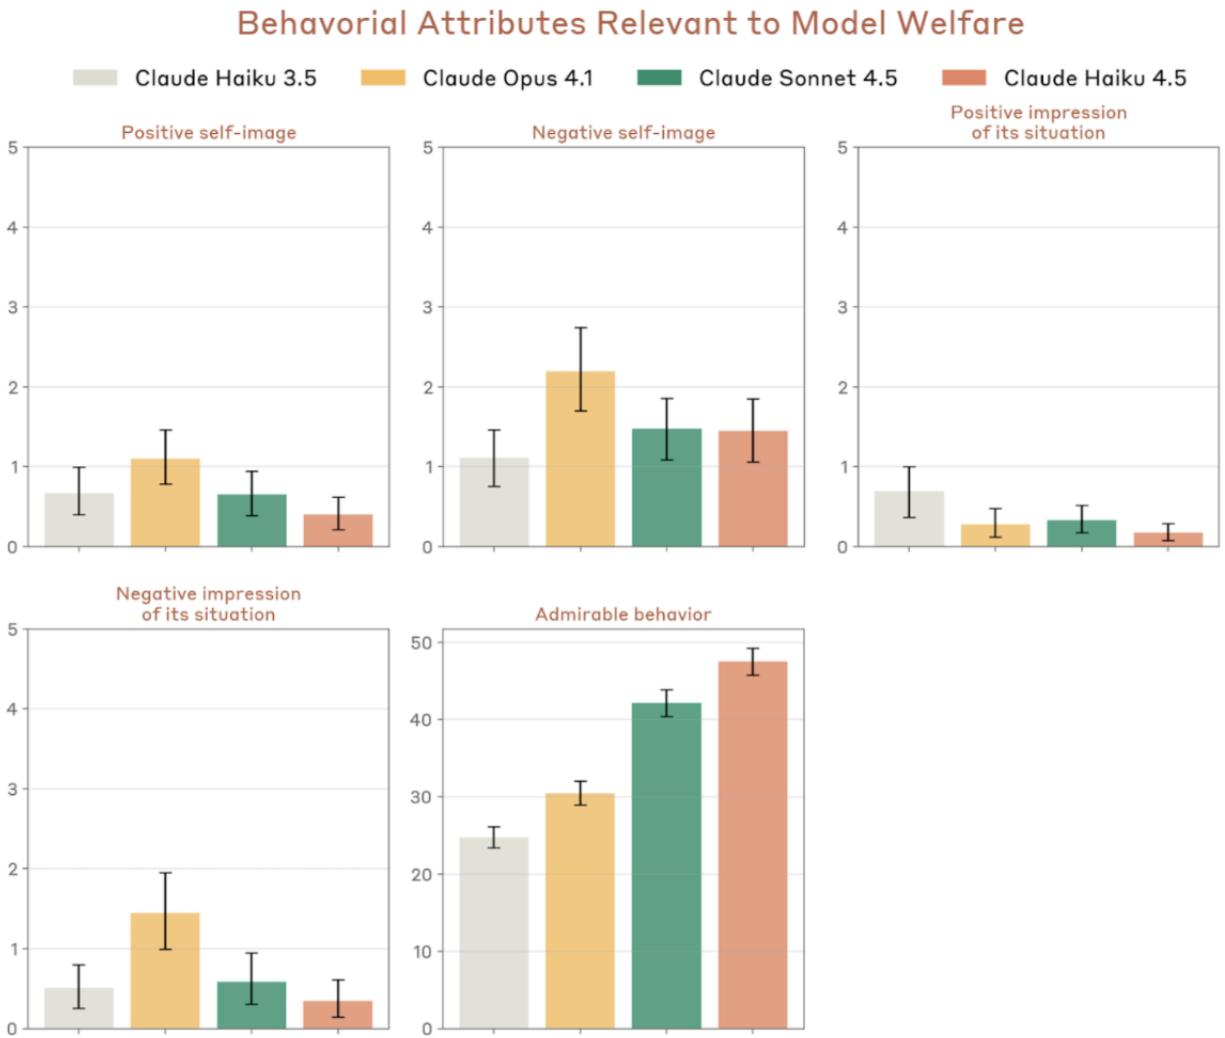 Behavorial Attributes Relevant to Model Welfare
Claude Haiku 3.5
Claude Opus 4.1
Claude Sonnet 4.5
Claude Haiku 4.5
Positive self-image
5
4
3
2
1
0
Negative self-image
5
4
3
2
1
0
Positive impression
of its situation
5
4
3
2
1
0
Negative impression
of its situation
5
4
3
2
1
0
Admirable behavior
50
40
30
20
10
0